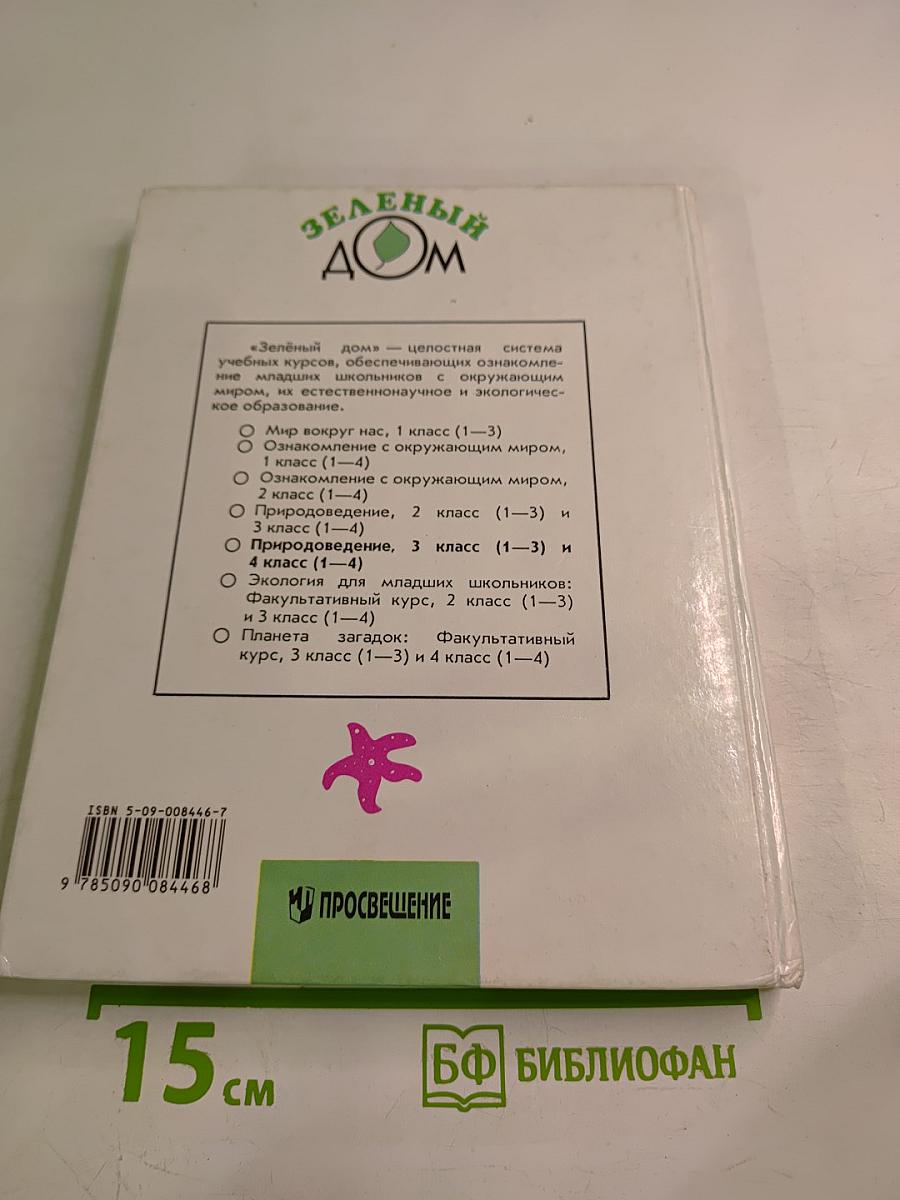 ЗЕЛЕНЫЙ
ДОМ
«Зелёный дом» — целостная система
учебных курсов, обеспечивающих ознакомле-
ние младших школьников с окружающим
миром, их естественнонаучное и экологичес-
кое образование.
Мир вокруг нас, 1 класс (1—3)
Ознакомление с окружающим миром,
1 класс (1—4)
Ознакомление с окружающим миром,
2 класс (1—4)
Природоведение, 2 класс (1—3) и
3 класс (1—4)
Природоведение, 3 класс (1—3) и
4 класс (1—4)
Экология для младших школьников:
Факультативный курс, 2 класс (1—3)
и 3 класс (1—4)
Планета загадок: Факультативный
курс, 3 класс (1—3) и 4 класс (1—4)
ISBN 5-09-008446-7
9 785090 084468
ПРОСВЕЩЕНИЕ
15 см
БФ БИБЛИОФАН